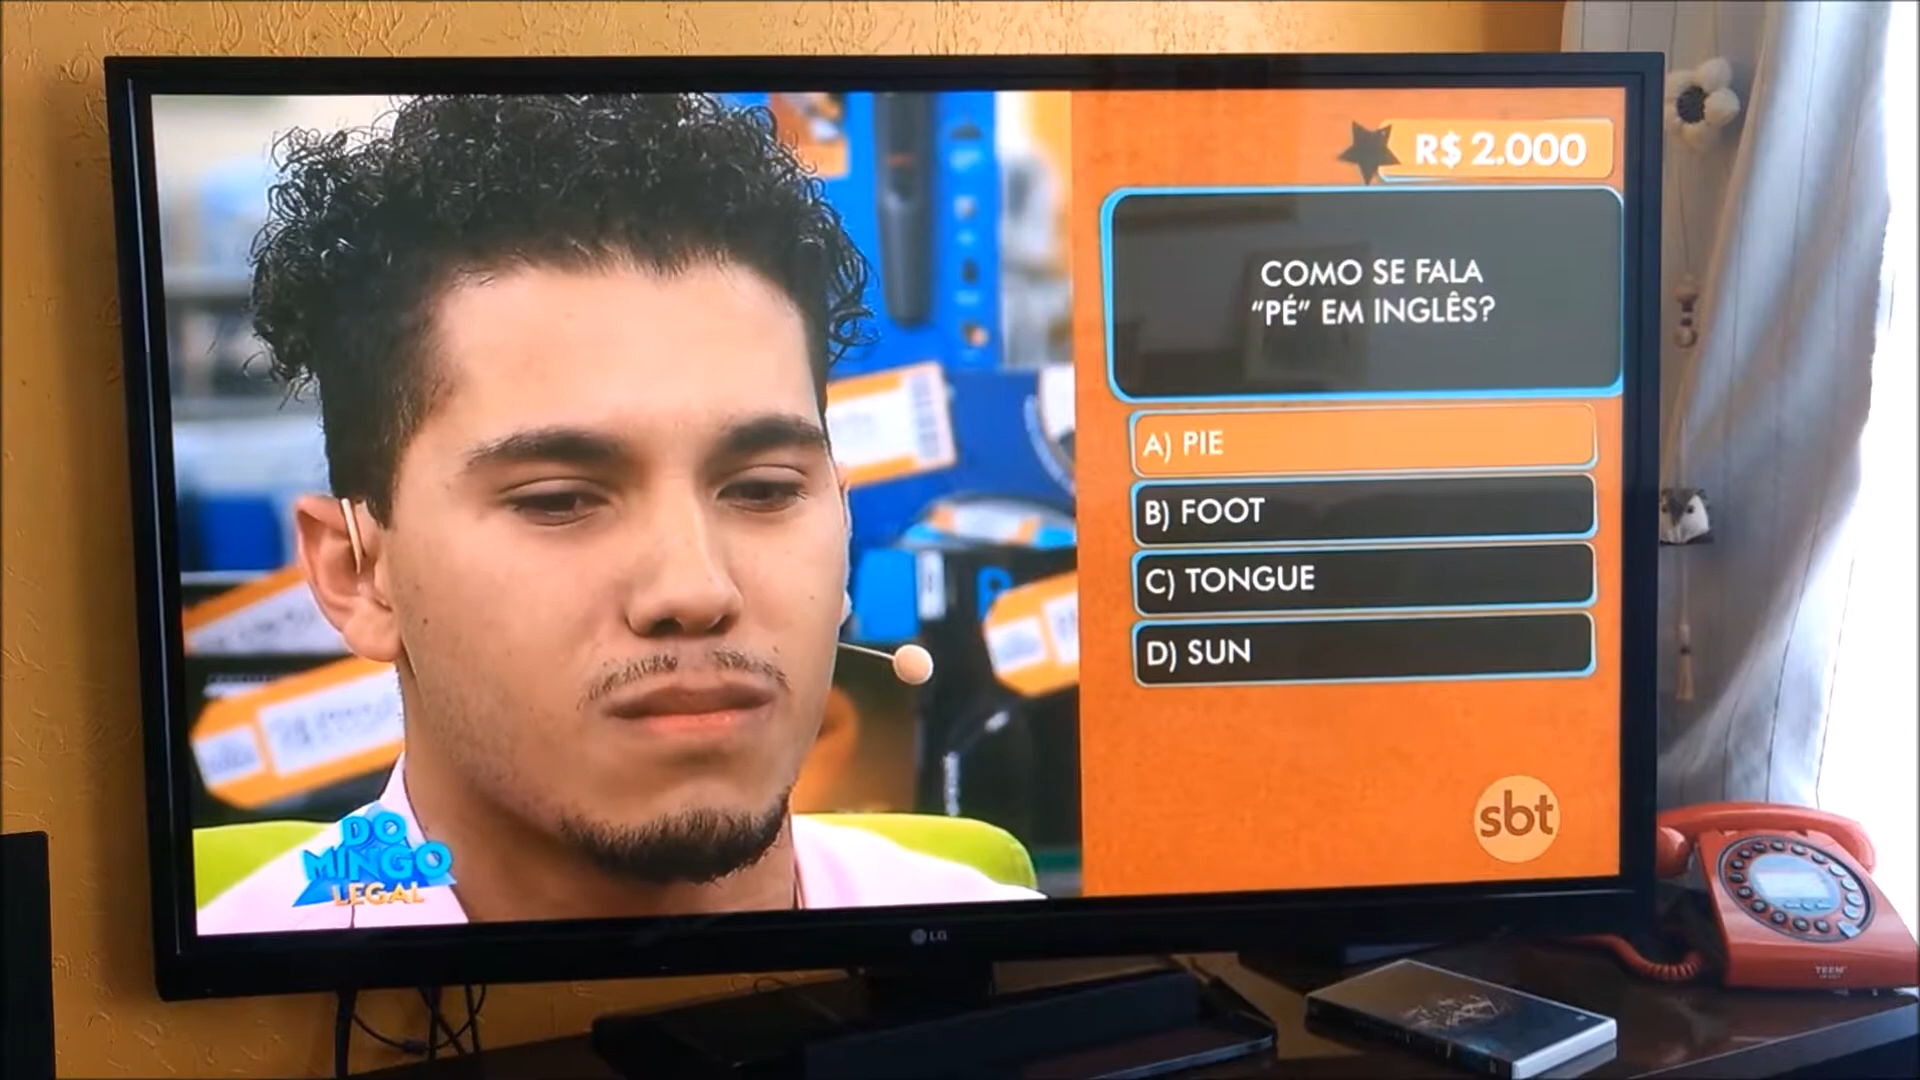 R$ 2.000
COMO SE FALA
“PÉ” EM INGLÊS?
A) PIE
B) FOOT
C) TONGUE
D) SUN
sbt
DO
MINGO
LEGAL
LG